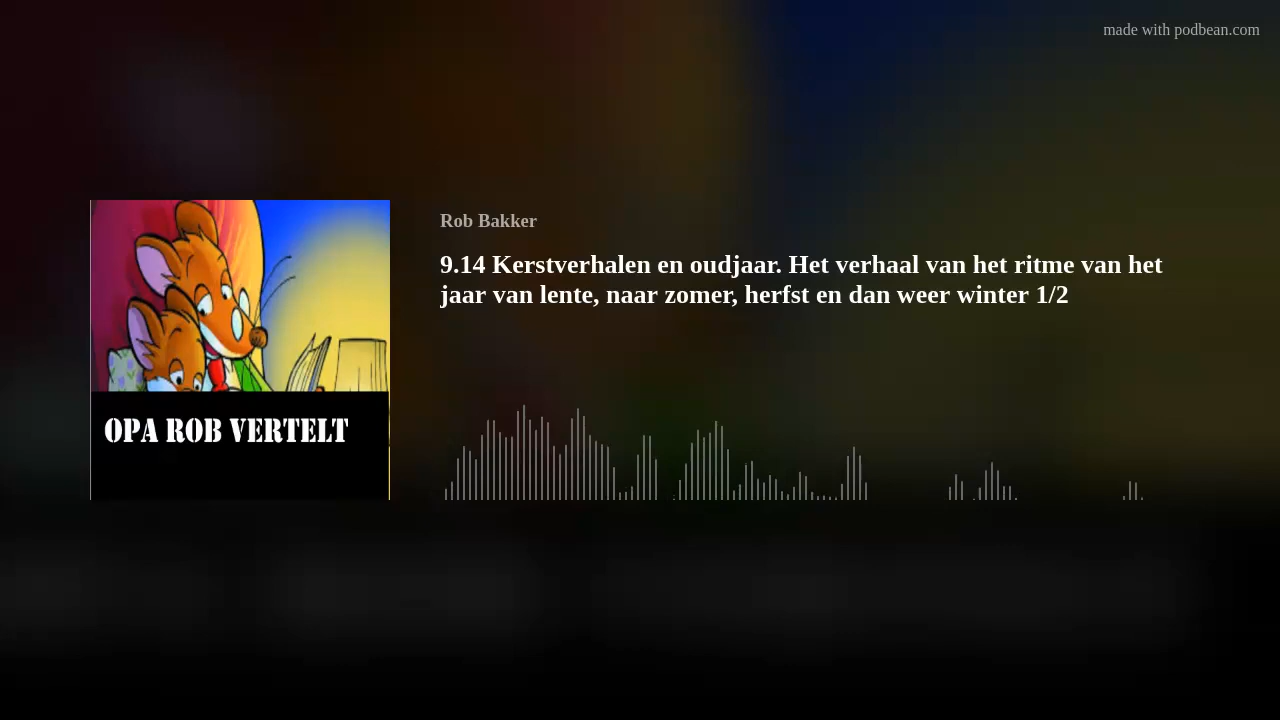 made with podbean.com
Rob Bakker
9.14 Kerstverhalen en oudjaar. Het verhaal van het ritme van het
jaar van lente, naar zomer, herfst en dan weer winter 1/2
OPA ROB VERTELT